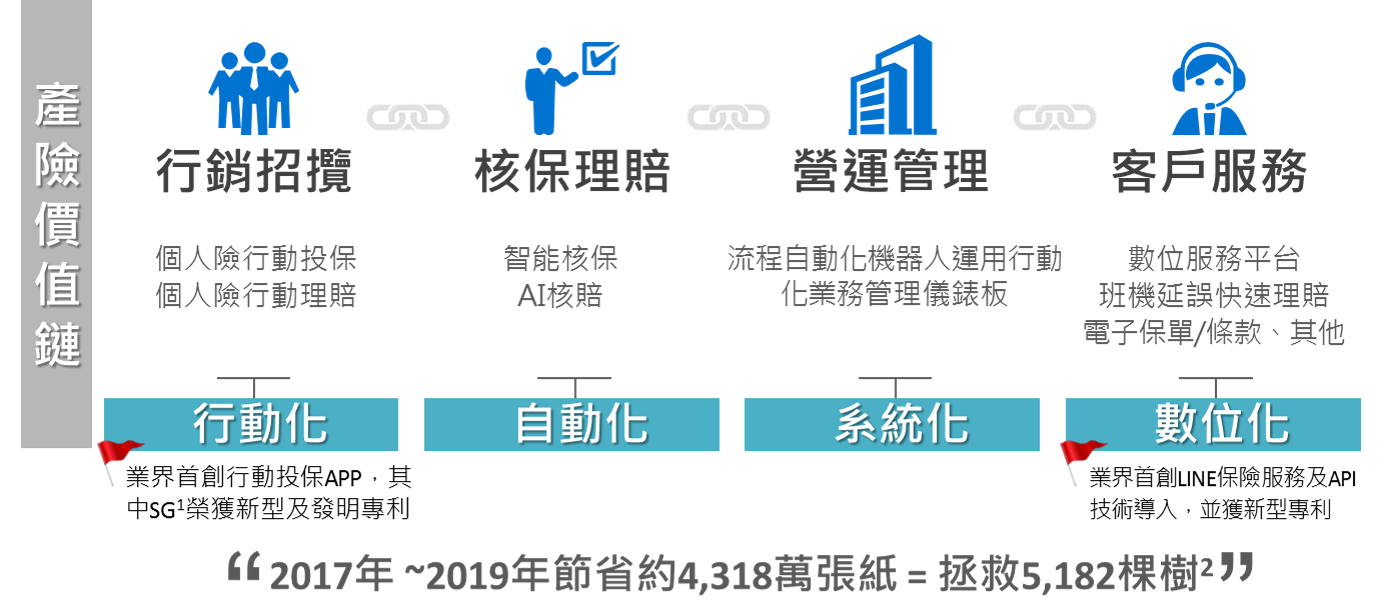 產險價值鏈
行銷招攬
核保理賠
營運管理
客戶服務
個人險行動投保
個人險行動理賠
智能核保
AI核賠
流程自動化機器人運用行動
化業務管理儀錶板
數位服務平台
班機延誤快速理賠
電子保單/條款、其他
行動化
自動化
系統化
數位化
業界首創行動投保APP，其
中SG¹榮獲新型及發明專利
業界首創LINE保險服務及API
技術導入，並獲新型專利
“2017年 ~2019年節省約4,318萬張紙 = 拯救5,182棵樹²”